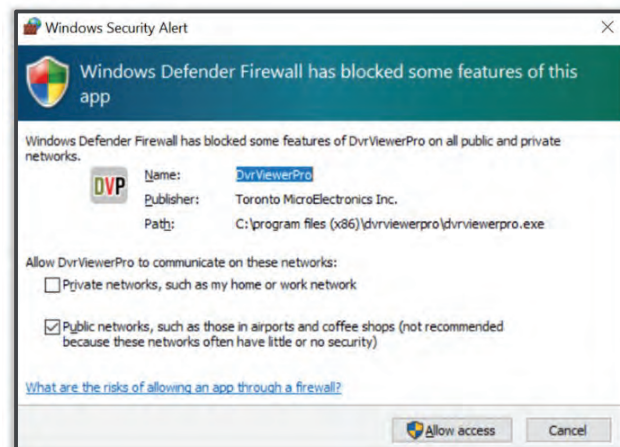 Windows Security Alert
Windows Defender Firewall has blocked some features of this
app
Windows Defender Firewall has blocked some features of DvrViewerPro on all public and private
networks.
DVP
Name: DvrViewerPro
Publisher: Toronto MicroElectronics Inc.
Path: C:\program files (x86)\dvrviewerpro\dvrviewerpro.exe
Allow DvrViewerPro to communicate on these networks:
Private networks, such as my home or work network
Public networks, such as those in airports and coffee shops (not recommended
because these networks often have little or no security)
What are the risks of allowing an app through a firewall?
Allow access Cancel